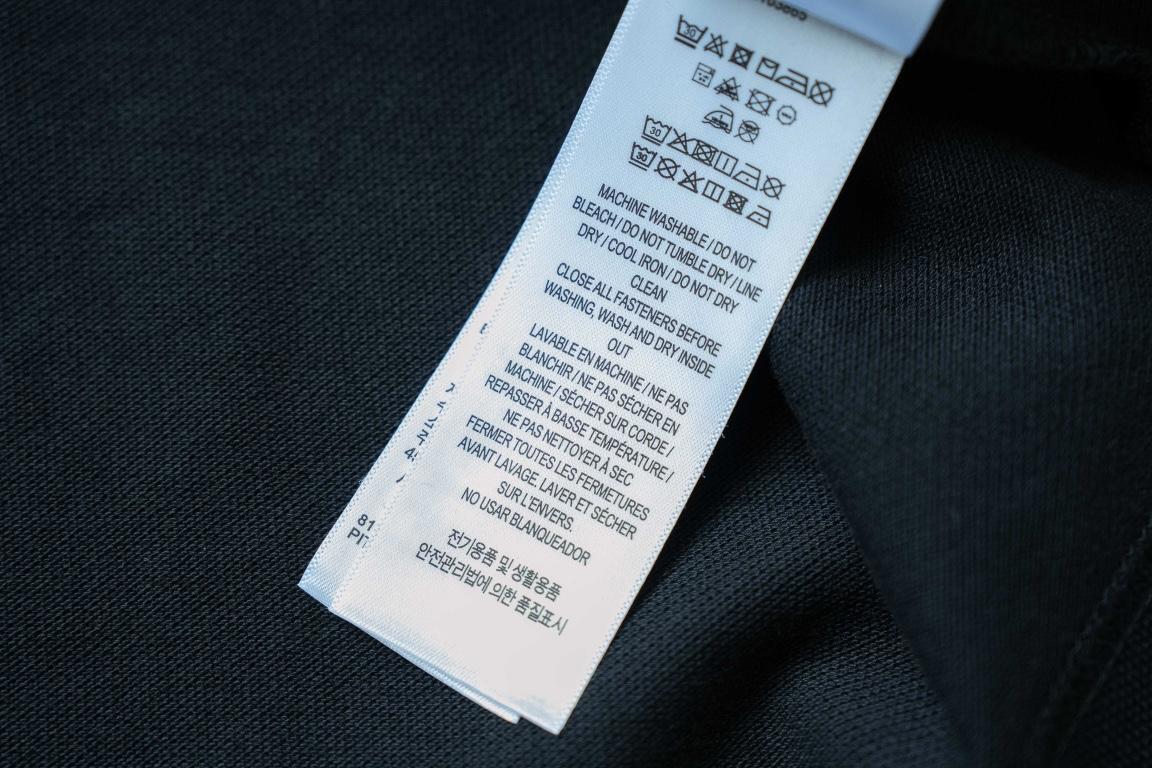 30
30
30
MACHINE WASHABLE / DO NOT
BLEACH / DO NOT TUMBLE DRY / LINE
DRY / COOL IRON / DO NOT DRY
CLEAN
CLOSE ALL FASTENERS BEFORE
WASHING, WASH AND DRY INSIDE
OUT
LAVABLE EN MACHINE / NE PAS
BLANCHIR / NE PAS SÉCHER EN
MACHINE / SÉCHER SUR CORDE /
REPASSER À BASSE TEMPÉRATURE /
NE PAS NETTOYER À SEC
FERMER TOUTES LES FERMETURES
AVANT LAVAGE, LAVER ET SÉCHER
SUR L'ENVERS.
NO USAR BLANQUEADOR
전기용품 및 생활용품
안전관리법에 의한 품질표시
81